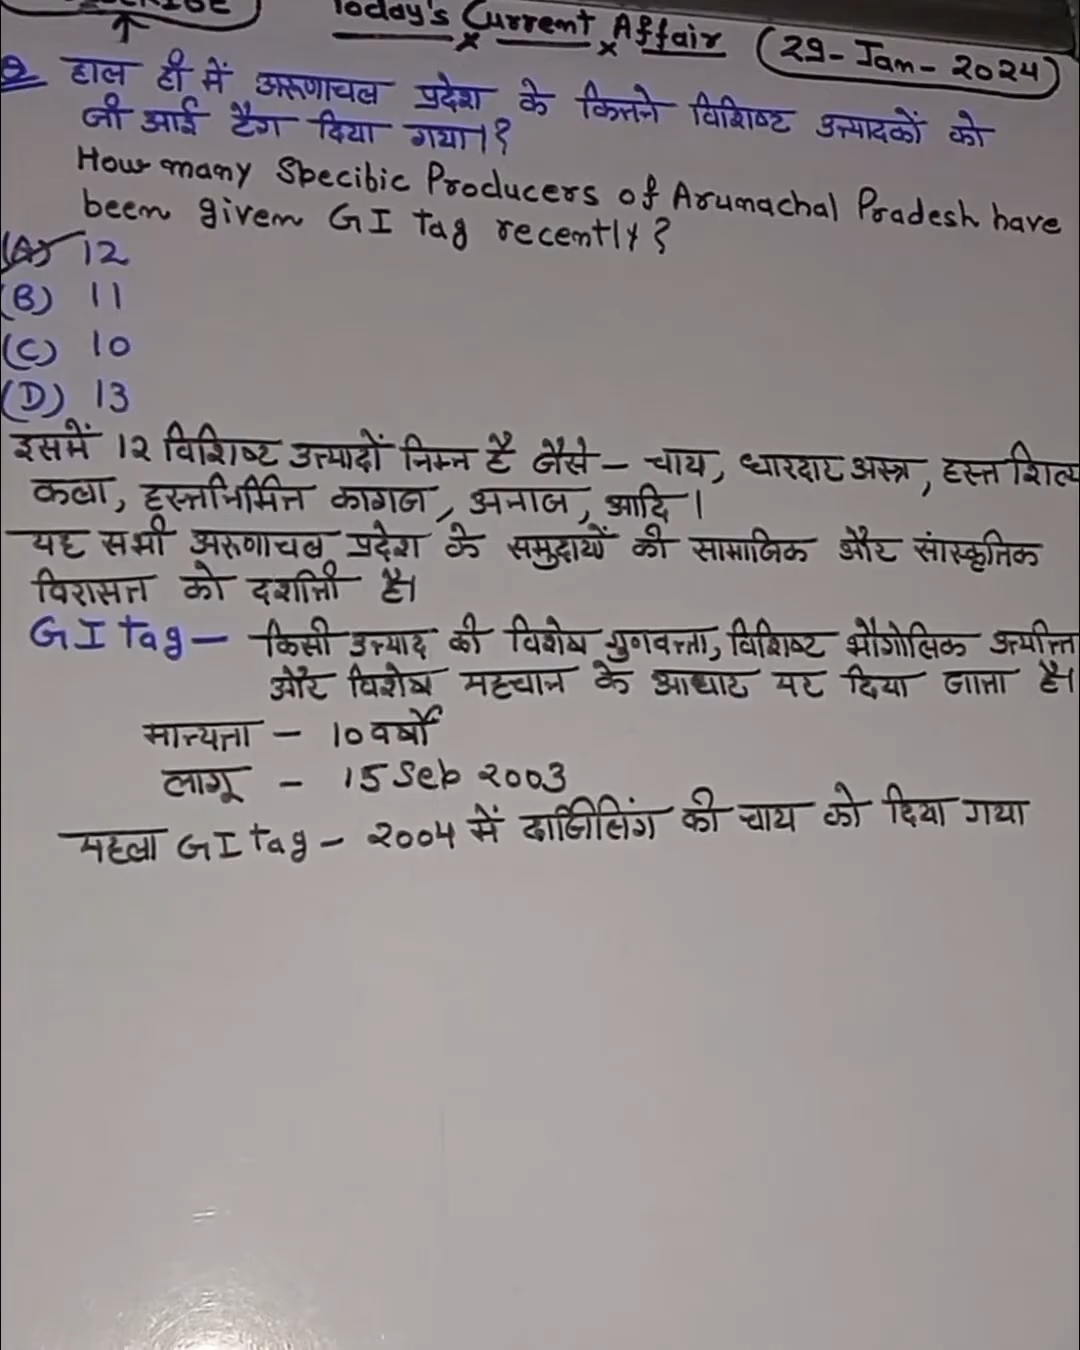 Today's Current Affair (29-Jan-2024)
Q हाल ही में अरूणाचल प्रदेश के कितने विशिष्ट उत्पादकों को
जी आई टैग दिया गया।?
How many Specibic Producers of Arunachal Pradesh have
been given GI Tag recently?
(A) 12
(B) 11
(C) 10
(D) 13
इसमें 12 विशिष्ट उत्पादों निम्न है जैसे - चाय, धारदार अस्त्र, हस्त शिल्प
कला, हस्तनिर्मित कागज, अनाज, आदि।
यह सभी अरूणाचल प्रदेश के समुदायों की सामाजिक और सांस्कृतिक
विरासत को दर्शाती है।
GI Tag - किसी उत्पाद की विशेष गुणवत्ता, विशिष्ट भौगोलिक उत्पत्ति
और विशेष पहचान के आधार पर दिया जाता है।
मान्यता - 10 वर्षों
लागू - 15 Seb 2003
पहला GI Tag - 2004 में दार्जिलिंग की चाय को दिया गया